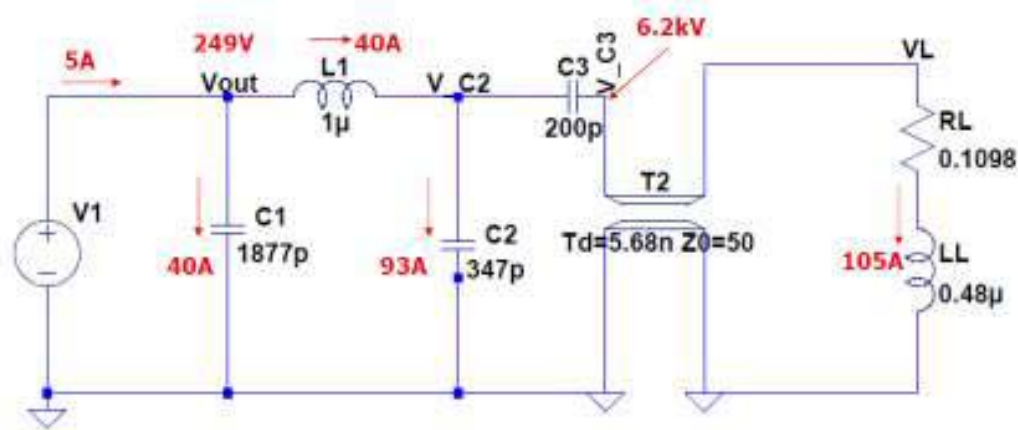 6.2kV
249V
40A
5A
Vout
L1
V_C2
C3
V_C3
VL
1µ
200p
RL
0.1098
T2
V1
C1
1877p
C2
347p
Td=5.68n Z0=50
40A
93A
105A
LL
0.48µ